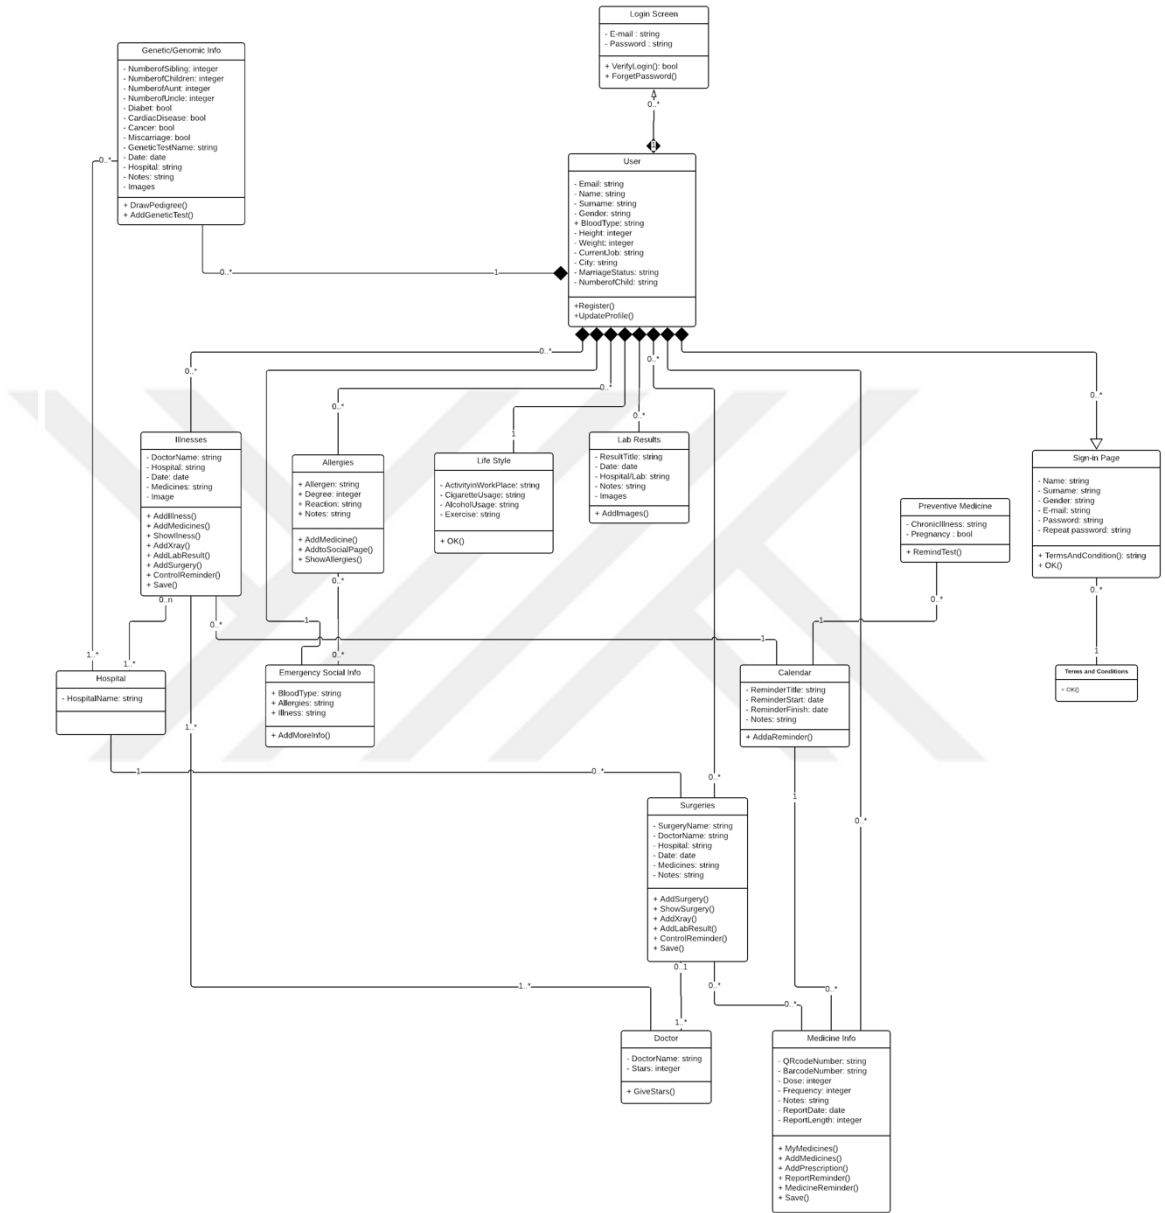 Login Screen
- E-mail : string
- Password : string
+ VerifyLogin(): bool
+ ForgetPassword()
0..*
Genetic/Genomic Info
- NumberofSibling: integer
- NumberofChildren: integer
- NumberofAunt: integer
- NumberofUncle: integer
- Diabet: bool
- CardiacDisease: bool
- Cancer: bool
- Miscarriage: bool
- GeneticTestName: string
- Date: date
- Hospital: string
- Notes: string
- Images
+ DrawPedigree()
+ AddGeneticTest()
0..*
0..*
1
User
- Email: string
- Name: string
- Surname: string
- Gender: string
+ BloodType: string
- Height: integer
- Weight: integer
- CurrentJob: string
- City: string
- MarriageStatus: string
- NumberofChild: string
+Register()
+UpdateProfile()
0..*
0..*
0..*
0..*
0..*
0..*
1
0..*
Illnesses
- DoctorName: string
- Hospital: string
- Date: date
- Medicines: string
- Image
+ AddIllness()
+ AddMedicines()
+ ShowIllness()
+ AddXray()
+ AddLabResult()
+ AddSurgery()
+ ControlReminder()
+ Save()
0..n
0..*
Allergies
+ Allergen: string
+ Degree: integer
+ Reaction: string
+ Notes: string
+ AddMedicine()
+ AddtoSocialPage()
+ ShowAllergies()
0..*
Life Style
- ActivityinWorkPlace: string
- CigaretteUsage: string
- AlcoholUsage: string
- Exercise: string
+ OK()
Lab Results
- ResultTitle: string
- Date: date
- Hospital/Lab: string
- Notes: string
- Images
+ AddImages()
Preventive Medicine
- ChronicIllness: string
- Pregnancy : bool
+ RemindTest()
0..*
1
Sign-in Page
- Name: string
- Surname: string
- Gender: string
- E-mail: string
- Password: string
- Repeat password: string
+ TermsAndCondition(): string
+ OK()
0..*
1
Terms and Conditions
+ OK()
1..*
1..*
Hospital
- HospitalName: string
1
0..*
1
0..*
Emergency Social Info
+ BloodType: string
+ Allergies: string
+ Illness: string
+ AddMoreInfo()
1
Calendar
- ReminderTitle: string
- ReminderStart: date
- ReminderFinish: date
- Notes: string
+ AddaReminder()
1..*
1
0..*
0..*
Surgeries
- SurgeryName: string
- DoctorName: string
- Hospital: string
- Date: date
- Medicines: string
- Notes: string
+ AddSurgery()
+ ShowSurgery()
+ AddXray()
+ AddLabResult()
+ ControlReminder()
+ Save()
0..1
0..*
0..*
0..*
1..*
1..*
Doctor
- DoctorName: string
- Stars: integer
+ GiveStars()
Medicine Info
- QRcodeNumber: string
- BarcodeNumber: string
- Dose: integer
- Frequency: integer
- Notes: string
- ReportDate: date
- ReportLength: integer
+ MyMedicines()
+ AddMedicines()
+ AddPrescription()
+ ReportReminder()
+ MedicineReminder()
+ Save()